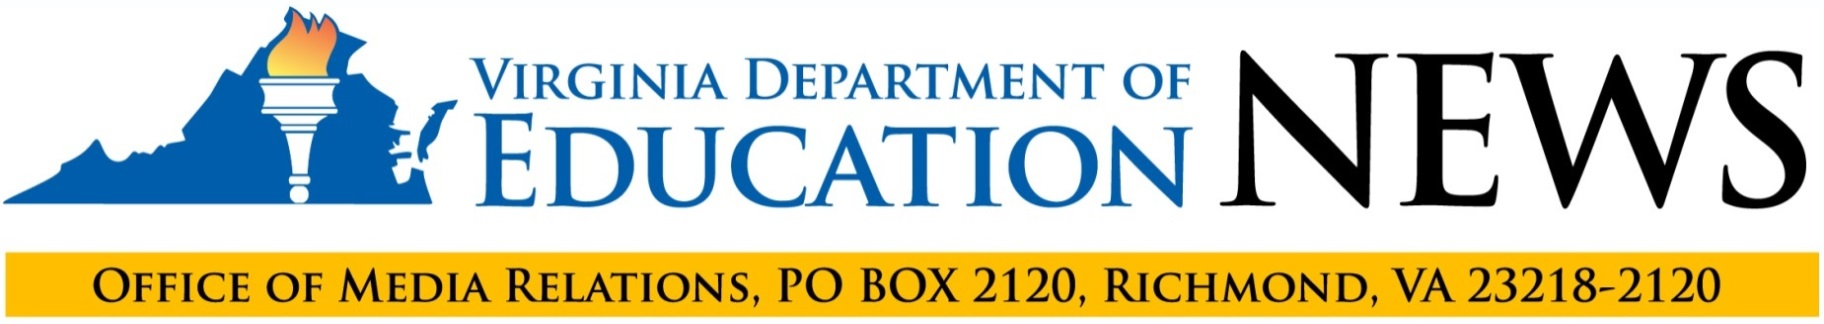 VIRGINIA DEPARTMENT OF
EDUCATION NEWS
OFFICE OF MEDIA RELATIONS, PO BOX 2120, RICHMOND, VA 23218-2120